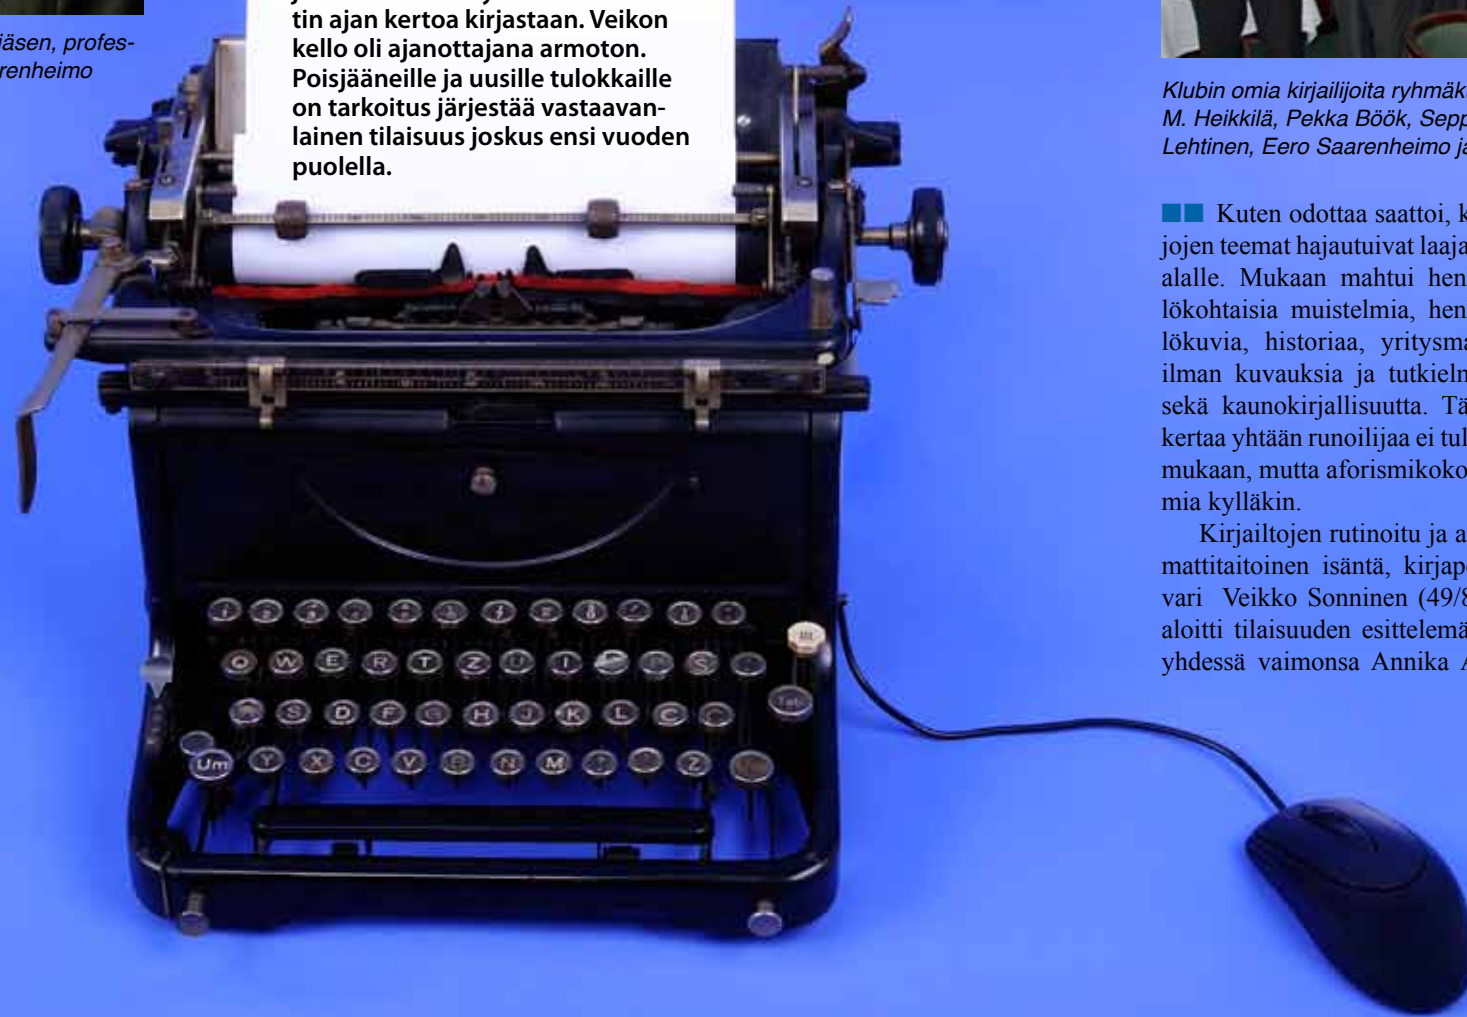 jäsen, profes-
renheimo
tin ajan kertoa kirjastaan. Veikon
kello oli ajanottajana armoton.
Poisjääneille ja uusille tulokkaille
on tarkoitus järjestää vastaavan-
lainen tilaisuus joskus ensi vuoden
puolella.
Q W E R T Z U I S
S D F G H J K L
Um Y X C V B N M
Tab
Klubin omia kirjailijoita ryhmäk
M. Heikkilä, Pekka Böök, Sepp
Lehtinen, Eero Saarenheimo ja
Kuten odottaa saattoi, k
jojen teemat hajautuivat laaja
alalle. Mukaan mahtui hen
lökohtaisia muistelmia, hen
lökuvia, historiaa, yritysma
ilman kuvauksia ja tutkielm
sekä kaunokirjallisuutta. Tä
kertaa yhtään runoilijaa ei tul
mukaan, mutta aforismikoko
mia kylläkin.
Kirjailtojen rutinoitu ja a
mattitaitoinen isäntä, kirjap
vari Veikko Sonninen (49/8
aloitti tilaisuuden esittelemä
yhdessä vaimonsa Annika A